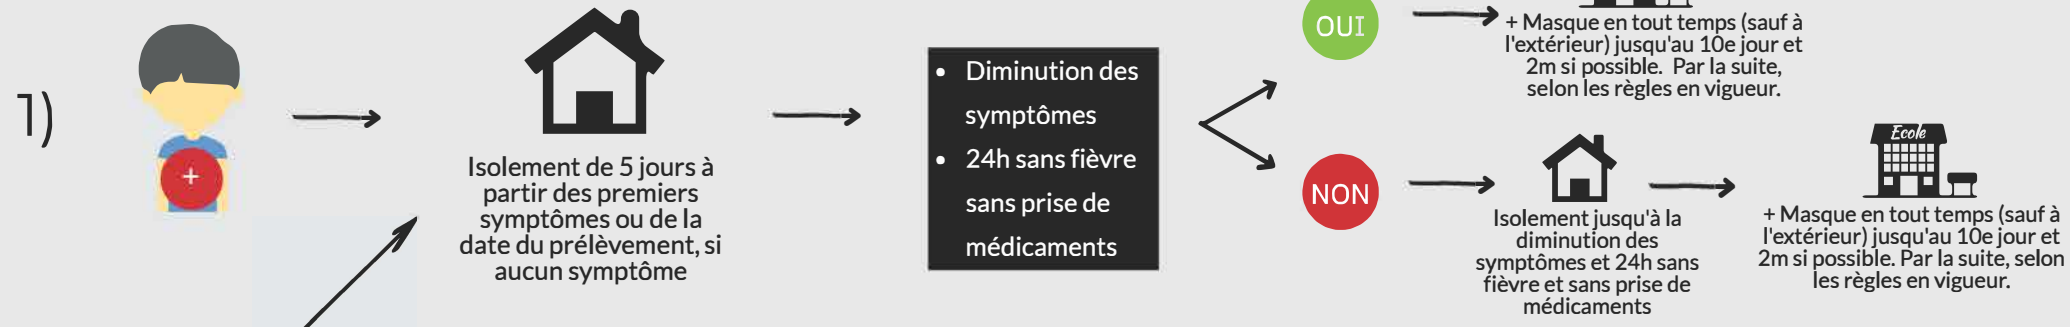 1)
+
Isolement de 5 jours à
partir des premiers
symptômes ou de la
date du prélèvement, si
aucun symptôme
• Diminution des
symptômes
• 24h sans fièvre
sans prise de
médicaments
OUI
+ Masque en tout temps (sauf à
l'extérieur) jusqu'au 10e jour et
2m si possible. Par la suite,
selon les règles en vigueur.
NON
Isolement jusqu'à la
diminution des
symptômes et 24h sans
fièvre et sans prise de
médicaments
Ecole
+ Masque en tout temps (sauf à
l'extérieur) jusqu'au 10e jour et
2m si possible. Par la suite, selon
les règles en vigueur.